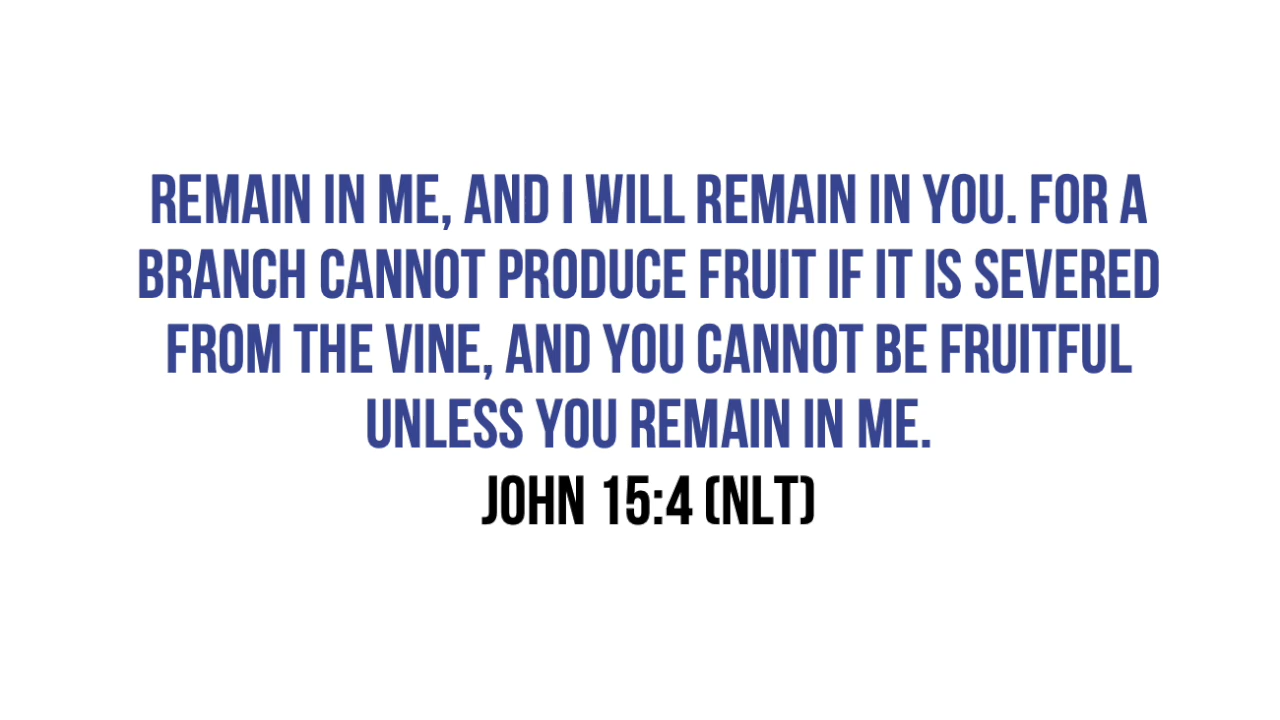 REMAIN IN ME, AND I WILL REMAIN IN YOU. FOR A
BRANCH CANNOT PRODUCE FRUIT IF IT IS SEVERED
FROM THE VINE, AND YOU CANNOT BE FRUITFUL
UNLESS YOU REMAIN IN ME.
JOHN 15:4 (NLT)